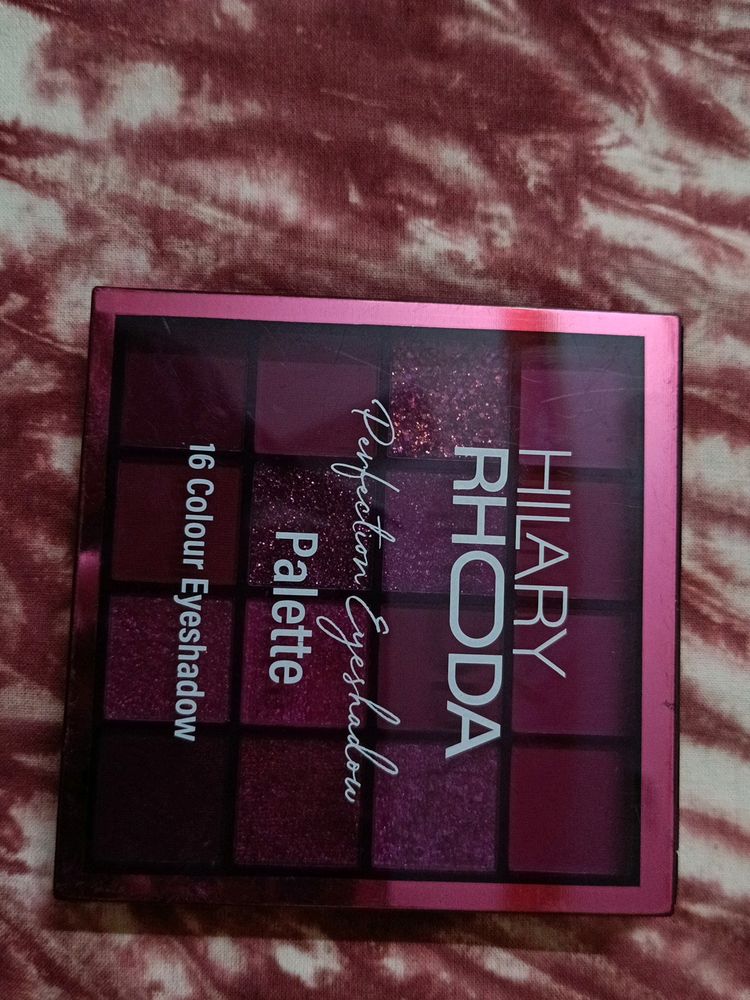 HILARY
RHODA
Perfection Eyeshadow
Palette
16 Colour Eyeshadow